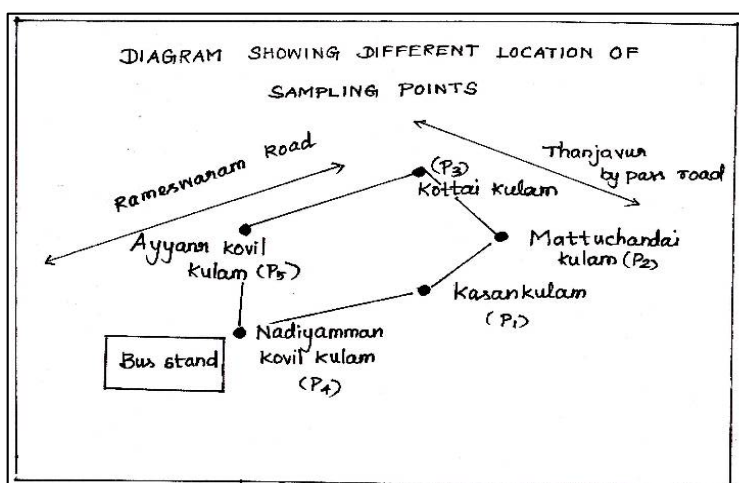 DIAGRAM SHOWING DIFFERENT LOCATION OF
SAMPLING POINTS
Rameswaram Road
Thanjavur
by pass road
(P3)
Kottai kulam
Ayyanr kovil
kulam (P5)
Mattuchandai
kulam (P2)
Kasankulam
(P1)
Nadiyamman
kovil kulam
(P4)
Bus stand